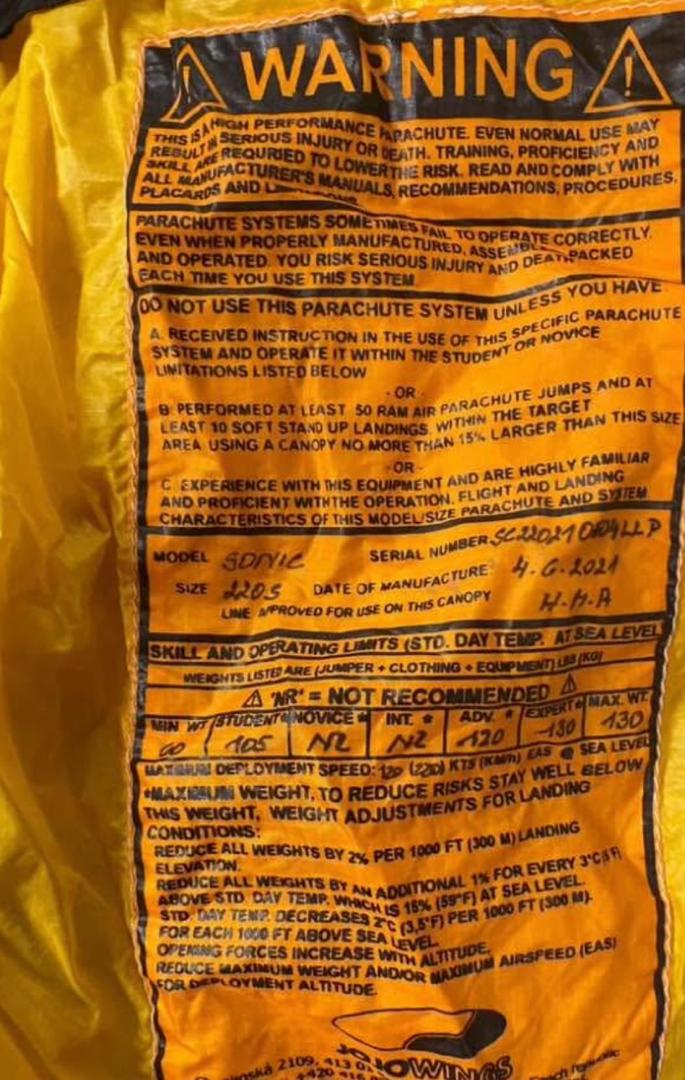 WARNING
THIS IS A HIGH PERFORMANCE PARACHUTE. EVEN NORMAL USE MAY
RESULT IN SERIOUS INJURY OR DEATH. TRAINING, PROFICIENCY AND
SKILL ARE REQURIED TO LOWER THE RISK. READ AND COMPLY WITH
ALL MANUFACTURER'S MANUALS, RECOMMENDATIONS, PROCEDURES,
PLACARDS AND
PARACHUTE SYSTEMS SOMETIMES FAIL TO OPERATE CORRECTLY.
EVEN WHEN PROPERLY MANUFACTURED, PACKED
AND OPERATED. YOU RISK SERIOUS INJURY AND DEATH
EACH TIME YOU USE THIS SYSTEM
DO NOT USE THIS PARACHUTE SYSTEM UNLESS YOU HAVE
A. RECEIVED INSTRUCTION IN THE USE OF THIS SPECIFIC PARACHUTE
SYSTEM AND OPERATE IT WITHIN THE STUDENT OR NOVICE
LIMITATIONS LISTED BELOW
- OR -
B. PERFORMED AT LEAST 50 RAM AIR PARACHUTE JUMPS AND AT
LEAST 10 SOFT STAND UP LANDINGS WITHIN THE TARGET
AREA USING A CANOPY NO MORE THAN 15% LARGER THAN THIS SIZE
- OR -
C. EXPERIENCE WITH THIS EQUIPMENT AND ARE HIGHLY FAMILIAR
AND PROFICIENT WITH THE OPERATION, FLIGHT AND LANDING
CHARACTERISTICS OF THIS MODEL/SIZE PARACHUTE AND SYSTEM
MODEL SONIC SERIAL NUMBER
SIZE 220S DATE OF MANUFACTURE: 4.6.2021
LINE APPROVED FOR USE ON THIS CANOPY H-M-A
SKILL AND OPERATING LIMITS (STD. DAY TEMP. AT SEA LEVEL
WEIGHTS LISTED ARE (JUMPER + CLOTHING + EQUIPMENT) LBS (KG)
⚠ "NR" = NOT RECOMMENDED ⚠
MIN WT STUDENT* NOVICE* INT. * ADV. * EXPERT* MAX. WT.
105 NR NR 120 130 130
MAXIMUM DEPLOYMENT SPEED: 120 (220) KTS (Km/h) EAS @ SEA LEVEL
*MAXIMUM WEIGHT, TO REDUCE RISKS STAY WELL BELOW
THIS WEIGHT, WEIGHT ADJUSTMENTS FOR LANDING
CONDITIONS:
REDUCE ALL WEIGHTS BY 2% PER 1000 FT (300 M) LANDING
ELEVATION.
REDUCE ALL WEIGHTS BY AN ADDITIONAL 1% FOR EVERY 3°C
ABOVE STD. DAY TEMP. WHICH IS 15% (59°F) AT SEA LEVEL.
STD. DAY TEMP. DECREASES 2°C (3,5°F) PER 1000 FT (300 M).
FOR EACH 1000 FT ABOVE SEA LEVEL
OPENING FORCES INCREASE WITH ALTITUDE,
REDUCE MAXIMUM WEIGHT AND/OR MAXIMUM AIRSPEED (EAS)
FOR DEPLOYMENT ALTITUDE.
JOJOWINGS
2109, 413 01
+420 416